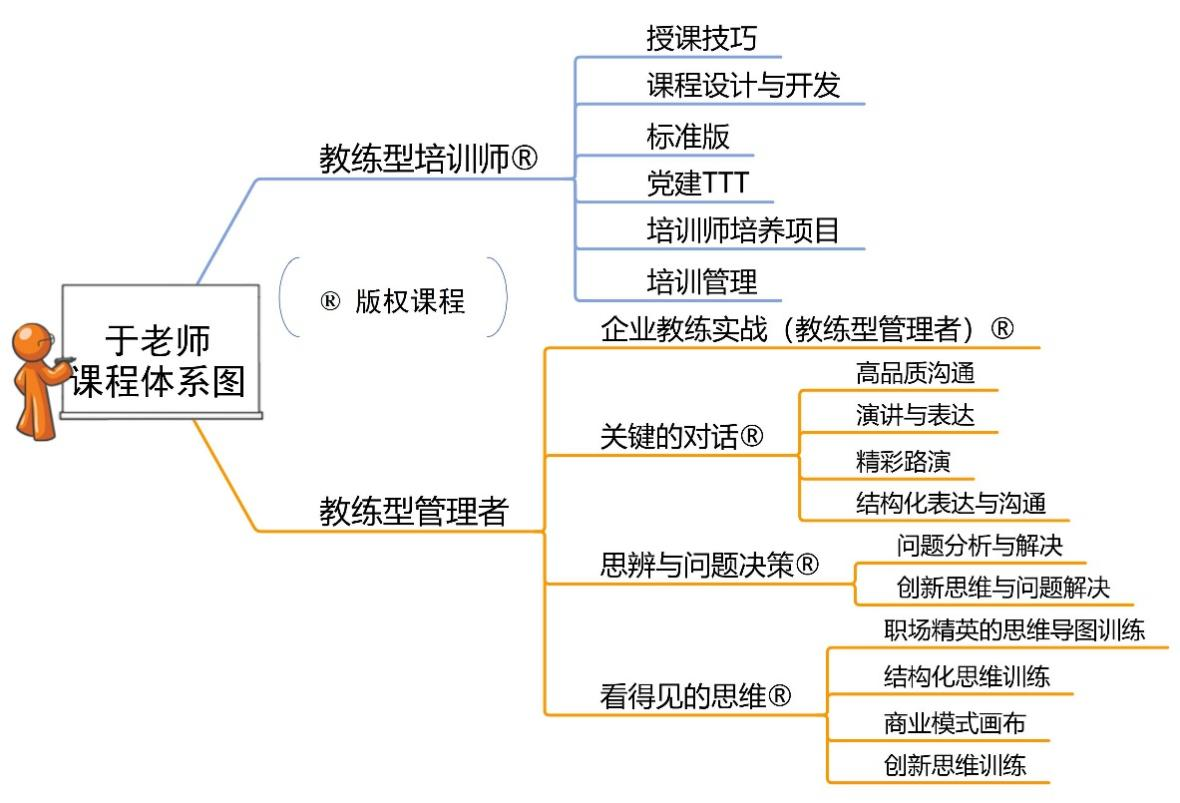 于老师
课程体系图
教练型培训师®
授课技巧
课程设计与开发
标准版
党建TTT
培训师培养项目
培训管理
® 版权课程
教练型管理者
企业教练实战（教练型管理者）®
关键的对话®
高品质沟通
演讲与表达
精彩路演
结构化表达与沟通
思辨与问题决策®
问题分析与解决
创新思维与问题解决
看得见的思维®
职场精英的思维导图训练
结构化思维训练
商业模式画布
创新思维训练